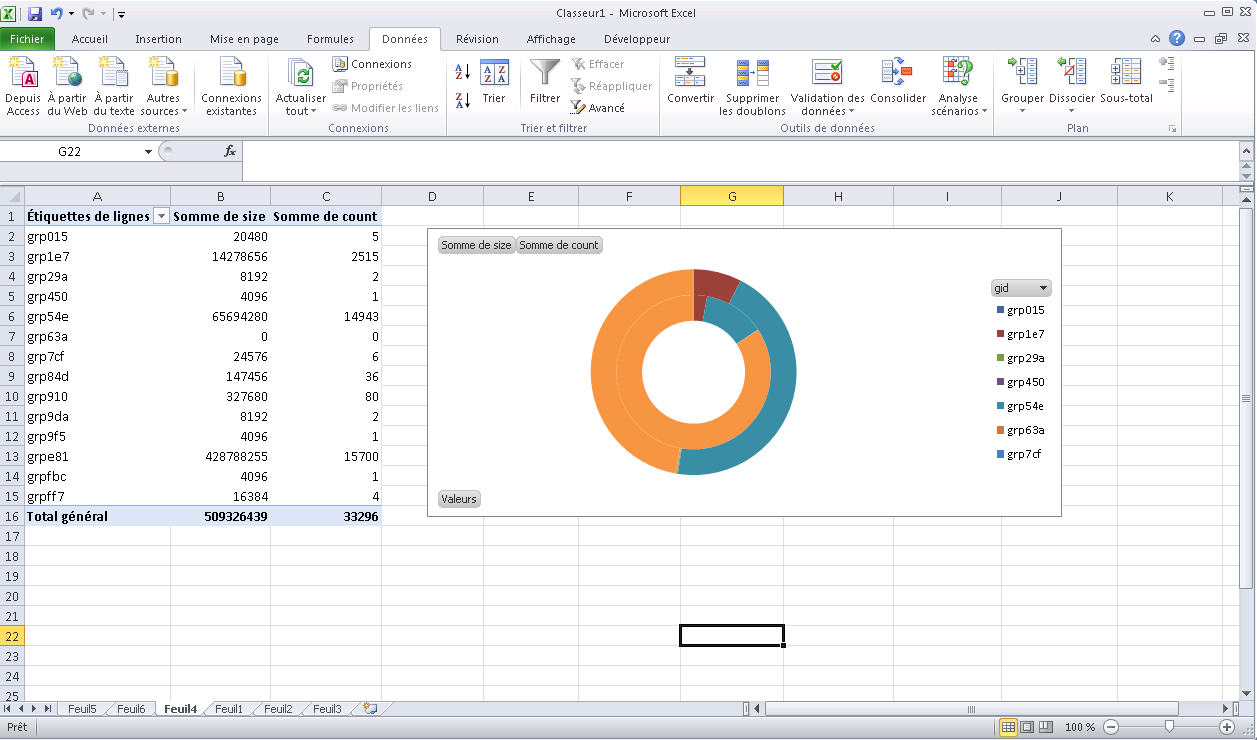 Classeur1 - Microsoft Excel
Fichier Accueil Insertion Mise en page Formules Données Révision Affichage Développeur
Depuis Access
À partir du Web
À partir du texte
Autres sources
Données externes
Connexions existantes
Actualiser tout
Connexions
Propriétés
Modifier les liens
Connexions
Trier
Filtrer
Effacer
Réappliquer
Avancé
Trier et filtrer
Convertir
Supprimer les doublons
Validation des données
Consolider
Analyse scénarios
Outils de données
Grouper
Dissocier
Sous-total
Plan
G22 fx
A B C D E F G H I J K
1 Étiquettes de lignes Somme de size Somme de count
2 grp015 20480 5
3 grp1e7 14278656 2515
4 grp29a 8192 2
5 grp450 4096 1
6 grp54e 65694280 14943
7 grp63a 0 0
8 grp7cf 24576 6
9 grp84d 147456 36
10 grp910 327680 80
11 grp9da 8192 2
12 grp9f5 4096 1
13 grpe81 428788255 15700
14 grpfbc 4096 1
15 grpff7 16384 4
16 Total général 509326439 33296
17
18
19
20
21
22
23
24
25
Somme de size Somme de count
gid
grp015
grp1e7
grp29a
grp450
grp54e
grp63a
grp7cf
Valeurs
Feuil5 Feuil6 Feuil4 Feuil1 Feuil2 Feuil3
Prêt 100 %